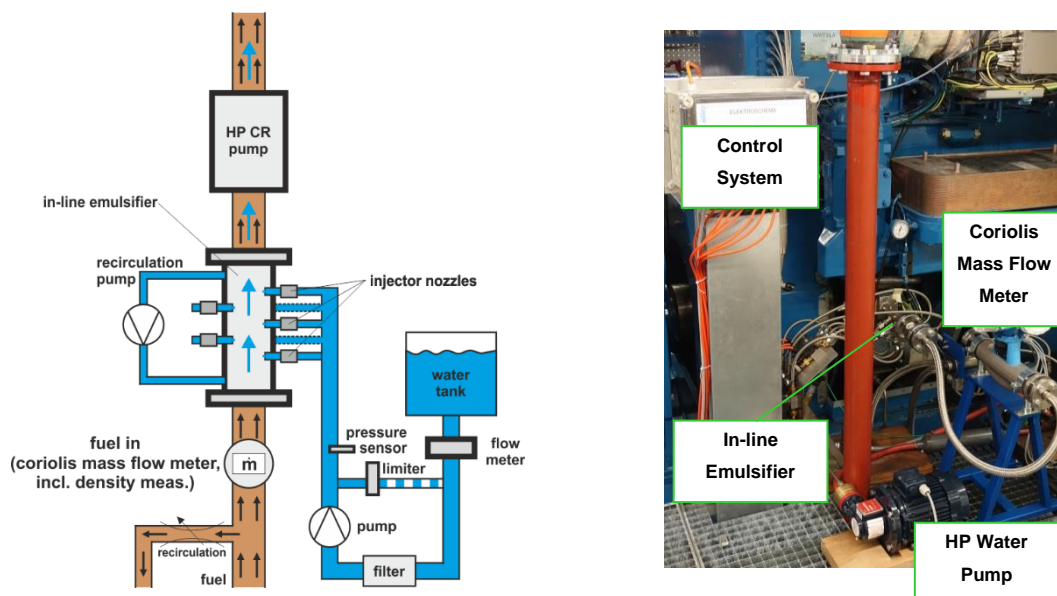 HP CR
pump
in-line emulsifier
recirculation
pump
injector nozzles
water
tank
pressure
sensor
flow
meter
limiter
fuel in
(coriolis mass flow meter,
incl. density meas.)
ṁ
pump
recirculation
filter
fuel
ELEKTROSCHEMA
Control
System
Coriolis
Mass Flow
Meter
In-line
Emulsifier
HP Water
Pump